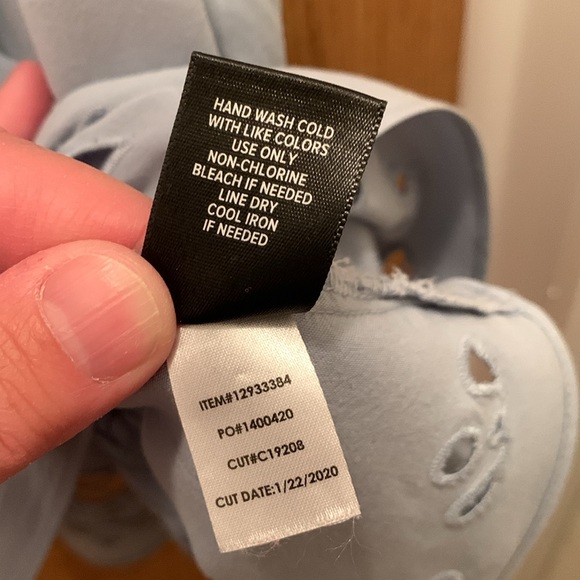 HAND WASH COLD
WITH LIKE COLORS
USE ONLY
NON-CHLORINE
BLEACH IF NEEDED
LINE DRY
COOL IRON
IF NEEDED
ITEM#12933384
PO#1400420
CUT#C19208
CUT DATE:1/22/2020